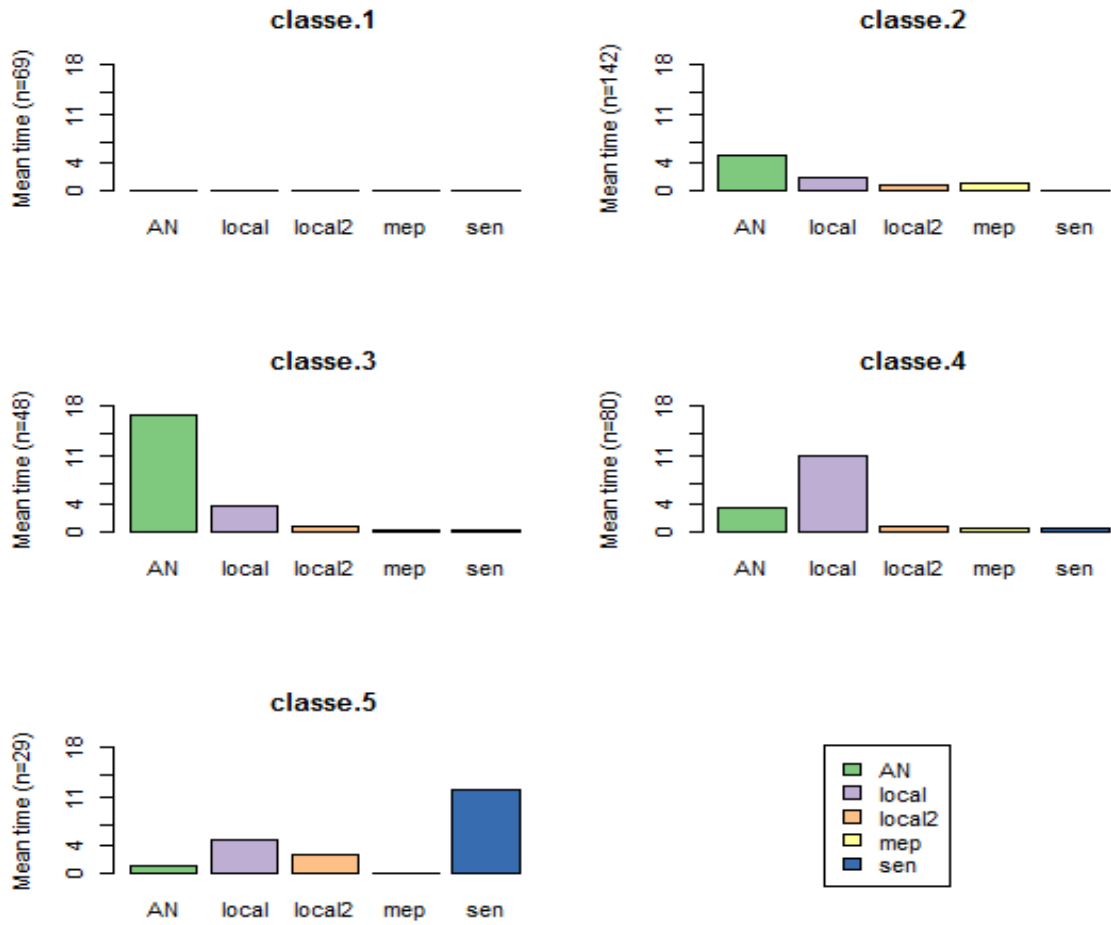 classe.1
Mean time (n=69)
18
11
4
0
AN local local2 mep sen
classe.2
Mean time (n=142)
18
11
4
0
AN local local2 mep sen
classe.3
Mean time (n=48)
18
11
4
0
AN local local2 mep sen
classe.4
Mean time (n=80)
18
11
4
0
AN local local2 mep sen
classe.5
Mean time (n=29)
18
11
4
0
AN local local2 mep sen
AN
local
local2
mep
sen